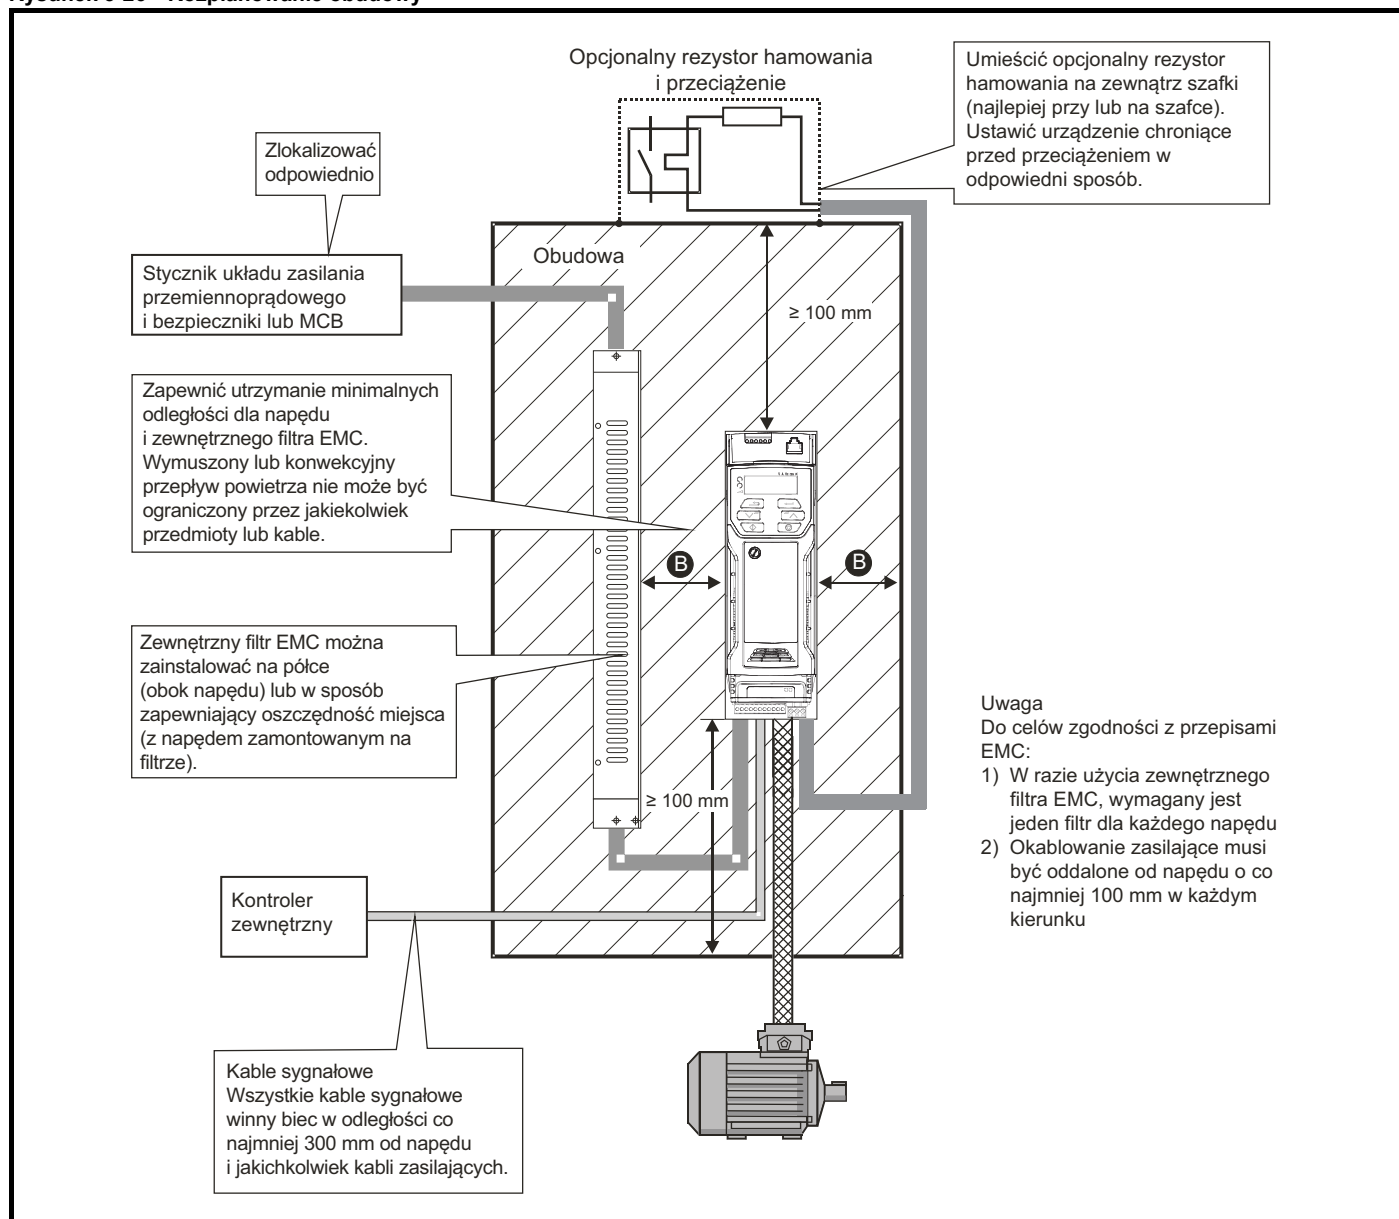 Opcjonalny rezystor hamowania
i przeciążenie
Umieścić opcjonalny rezystor
hamowania na zewnątrz szafki
(najlepiej przy lub na szafce).
Ustawić urządzenie chroniące
przed przeciążeniem w
odpowiedni sposób.
Zlokalizować
odpowiednio
Stycznik układu zasilania
przemiennoprądowego
i bezpieczniki lub MCB
Obudowa
≥ 100 mm
Zapewnić utrzymanie minimalnych
odległości dla napędu
i zewnętrznego filtra EMC.
Wymuszony lub konwekcyjny
przepływ powietrza nie może być
ograniczony przez jakiekolwiek
przedmioty lub kable.
B
B
Zewnętrzny filtr EMC można
zainstalować na półce
(obok napędu) lub w sposób
zapewniający oszczędność miejsca
(z napędem zamontowanym na
filtrze).
≥ 100 mm
Uwaga
Do celów zgodności z przepisami
EMC:
1) W razie użycia zewnętrznego
filtra EMC, wymagany jest
jeden filtr dla każdego napędu
2) Okablowanie zasilające musi
być oddalone od napędu o co
najmniej 100 mm w każdym
kierunku
Kontroler
zewnętrzny
Kable sygnałowe
Wszystkie kable sygnałowe
winny biec w odległości co
najmniej 300 mm od napędu
i jakichkolwiek kabli zasilających.